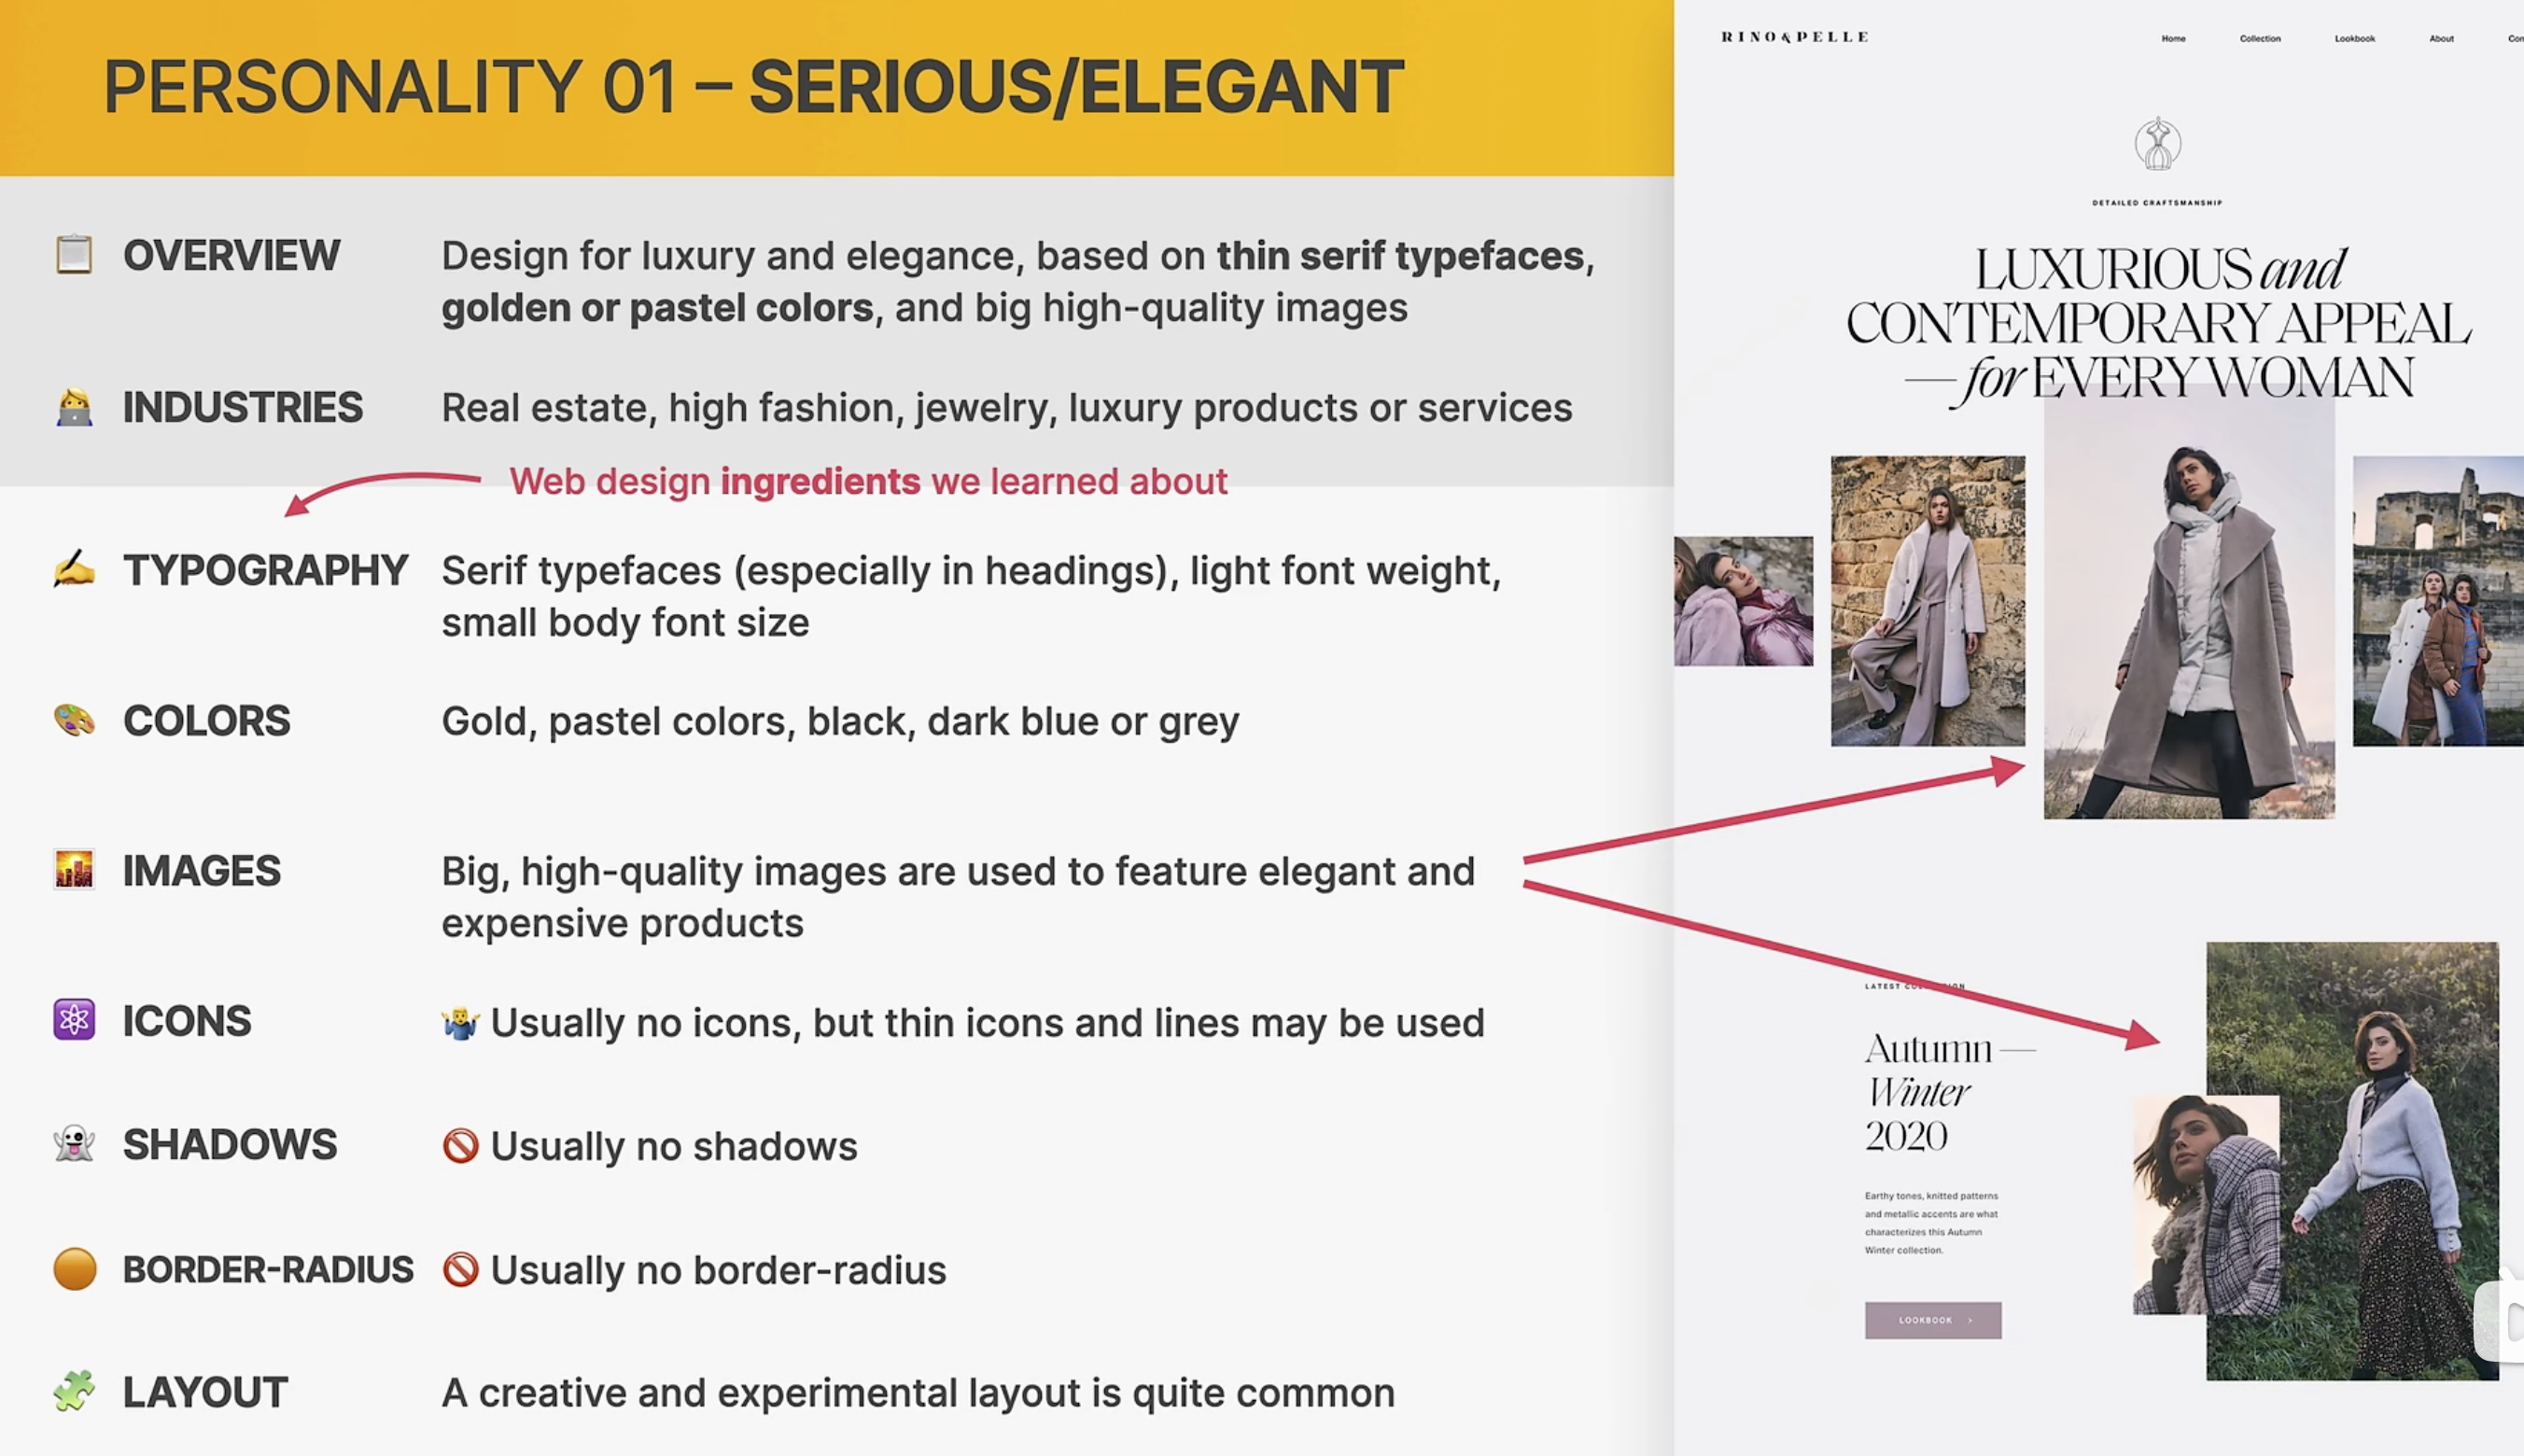 PERSONALITY 01 – SERIOUS/ELEGANT
OVERVIEW
Design for luxury and elegance, based on thin serif typefaces,
golden or pastel colors, and big high-quality images
INDUSTRIES
Real estate, high fashion, jewelry, luxury products or services
Web design ingredients we learned about
TYPOGRAPHY
Serif typefaces (especially in headings), light font weight,
small body font size
COLORS
Gold, pastel colors, black, dark blue or grey
IMAGES
Big, high-quality images are used to feature elegant and
expensive products
ICONS
Usually no icons, but thin icons and lines may be used
SHADOWS
Usually no shadows
BORDER-RADIUS
Usually no border-radius
LAYOUT
A creative and experimental layout is quite common
RINO&PELLE
Home Collection Lookbook About
DETAILED CRAFTSMANSHIP
LUXURIOUS and
CONTEMPORARY APPEAL
— for EVERY WOMAN
LATEST
Autumn —
Winter
2020
Earthy tones, knitted patterns
and metallic accents are what
characterizes this Autumn
Winter collection.
LOOKBOOK >